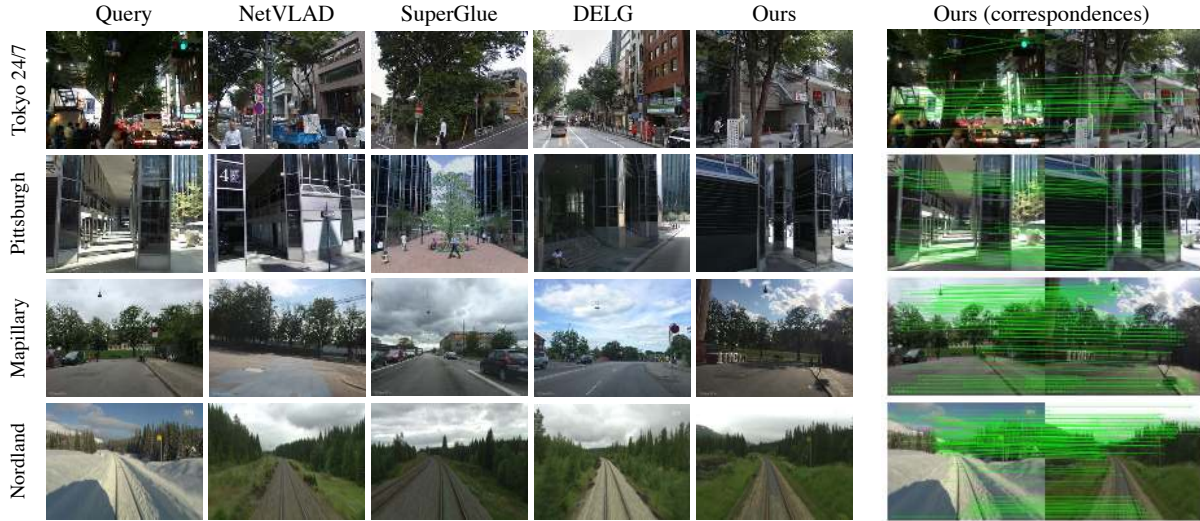 Query NetVLAD SuperGlue DELG Ours Ours (correspondences)
Tokyo 24/7
Pittsburgh
Mapillary
Nordland